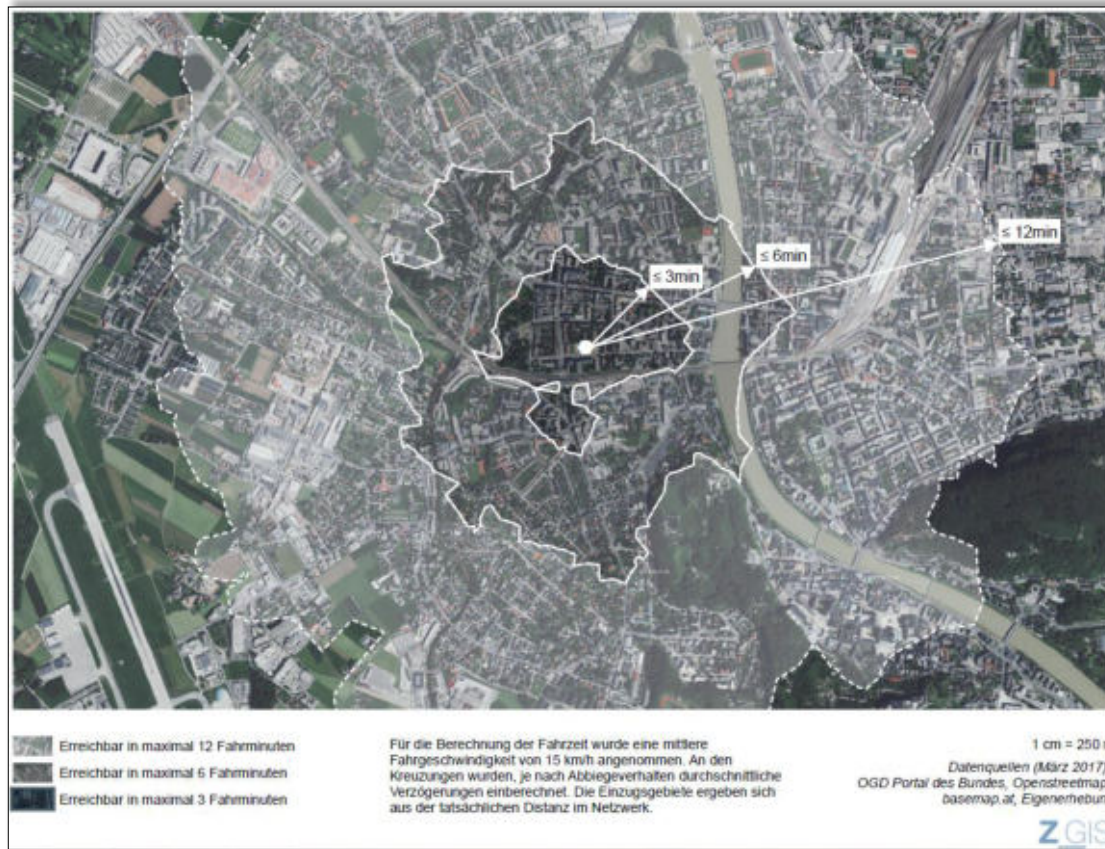 ≤ 12min
≤ 6min
≤ 3min
Erreichbar in maximal 12 Fahrminuten
Erreichbar in maximal 6 Fahrminuten
Erreichbar in maximal 3 Fahrminuten
Für die Berechnung der Fahrzeit wurde eine mittlere
Fahrgeschwindigkeit von 15 km/h angenommen. An den
Kreuzungen wurden, je nach Abbiegeverhalten durchschnittliche
Verzögerungen einberechnet. Die Einzugsgebiete ergeben sich
aus der tatsächlichen Distanz im Netzwerk.
1 cm = 250
Datenquellen (März 2017)
OGD Portal des Bundes, Openstreetmap
basemap.at, Eigenerhebun
Z_GIS